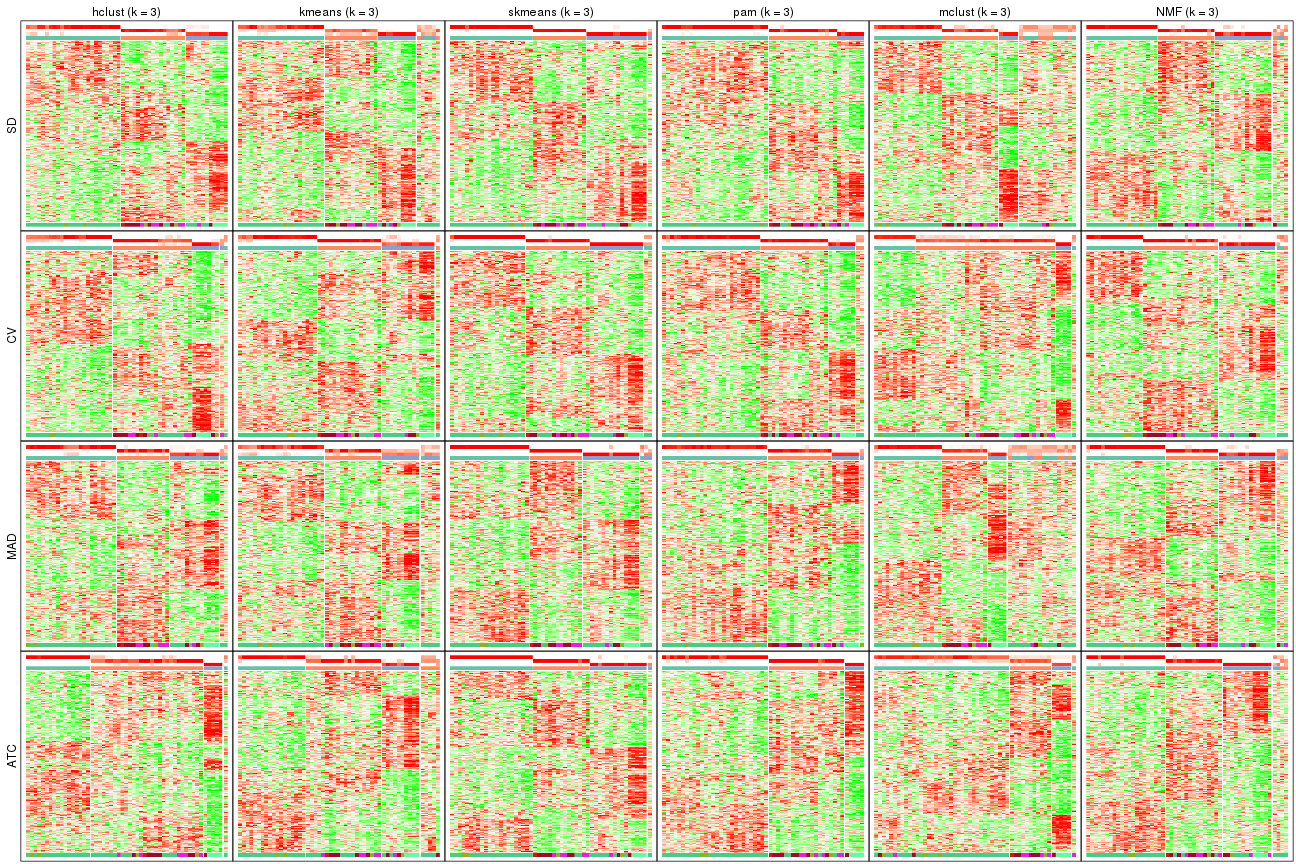 hclust (k = 3)
kmeans (k = 3)
skmeans (k = 3)
pam (k = 3)
mclust (k = 3)
NMF (k = 3)
SD
CV
MAD
ATC